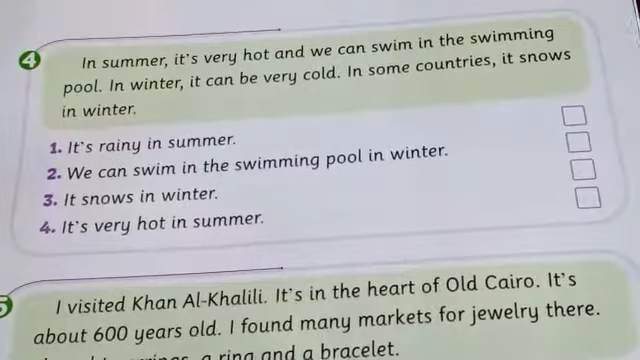 4 In summer, it's very hot and we can swim in the swimming
pool. In winter, it can be very cold. In some countries, it snows
in winter.
1. It's rainy in summer.
2. We can swim in the swimming pool in winter.
3. It snows in winter.
4. It's very hot in summer.
5 I visited Khan Al-Khalili. It's in the heart of Old Cairo. It's
about 600 years old. I found many markets for jewelry there.
a ring and a bracelet.